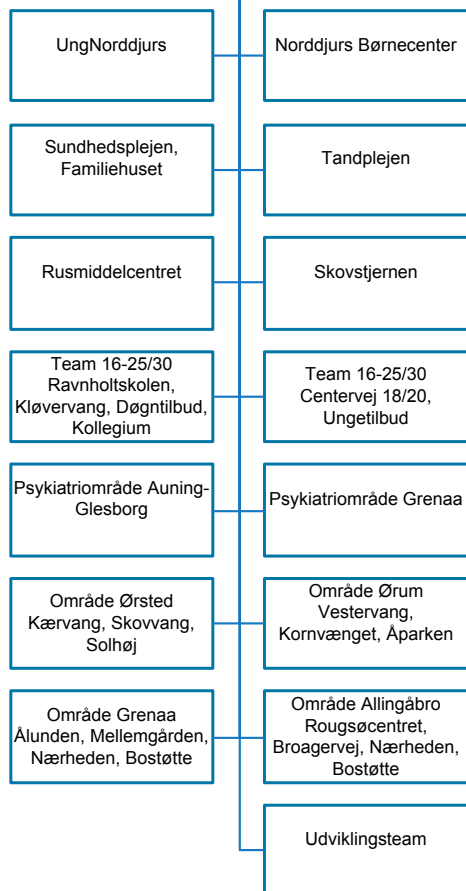 UngNorddjurs
Norddjurs Børnecenter
Sundhedsplejen,
Familiehuset
Tandplejen
Rusmiddelcentret
Skovstjernen
Team 16-25/30
Ravnholtskolen,
Kløvervang, Døgntilbud,
Kollegium
Team 16-25/30
Centervej 18/20,
Ungetilbud
Psykiatriområde Auning-
Glesborg
Psykiatriområde Grenaa
Område Ørsted
Kærvang, Skovvang,
Solhøj
Område Ørum
Vestervang,
Kornvænget, Åparken
Område Grenaa
Ålunden, Mellemgården,
Nærheden, Bostøtte
Område Allingåbro
Rougsøcentret,
Broagervej, Nærheden,
Bostøtte
Udviklingsteam